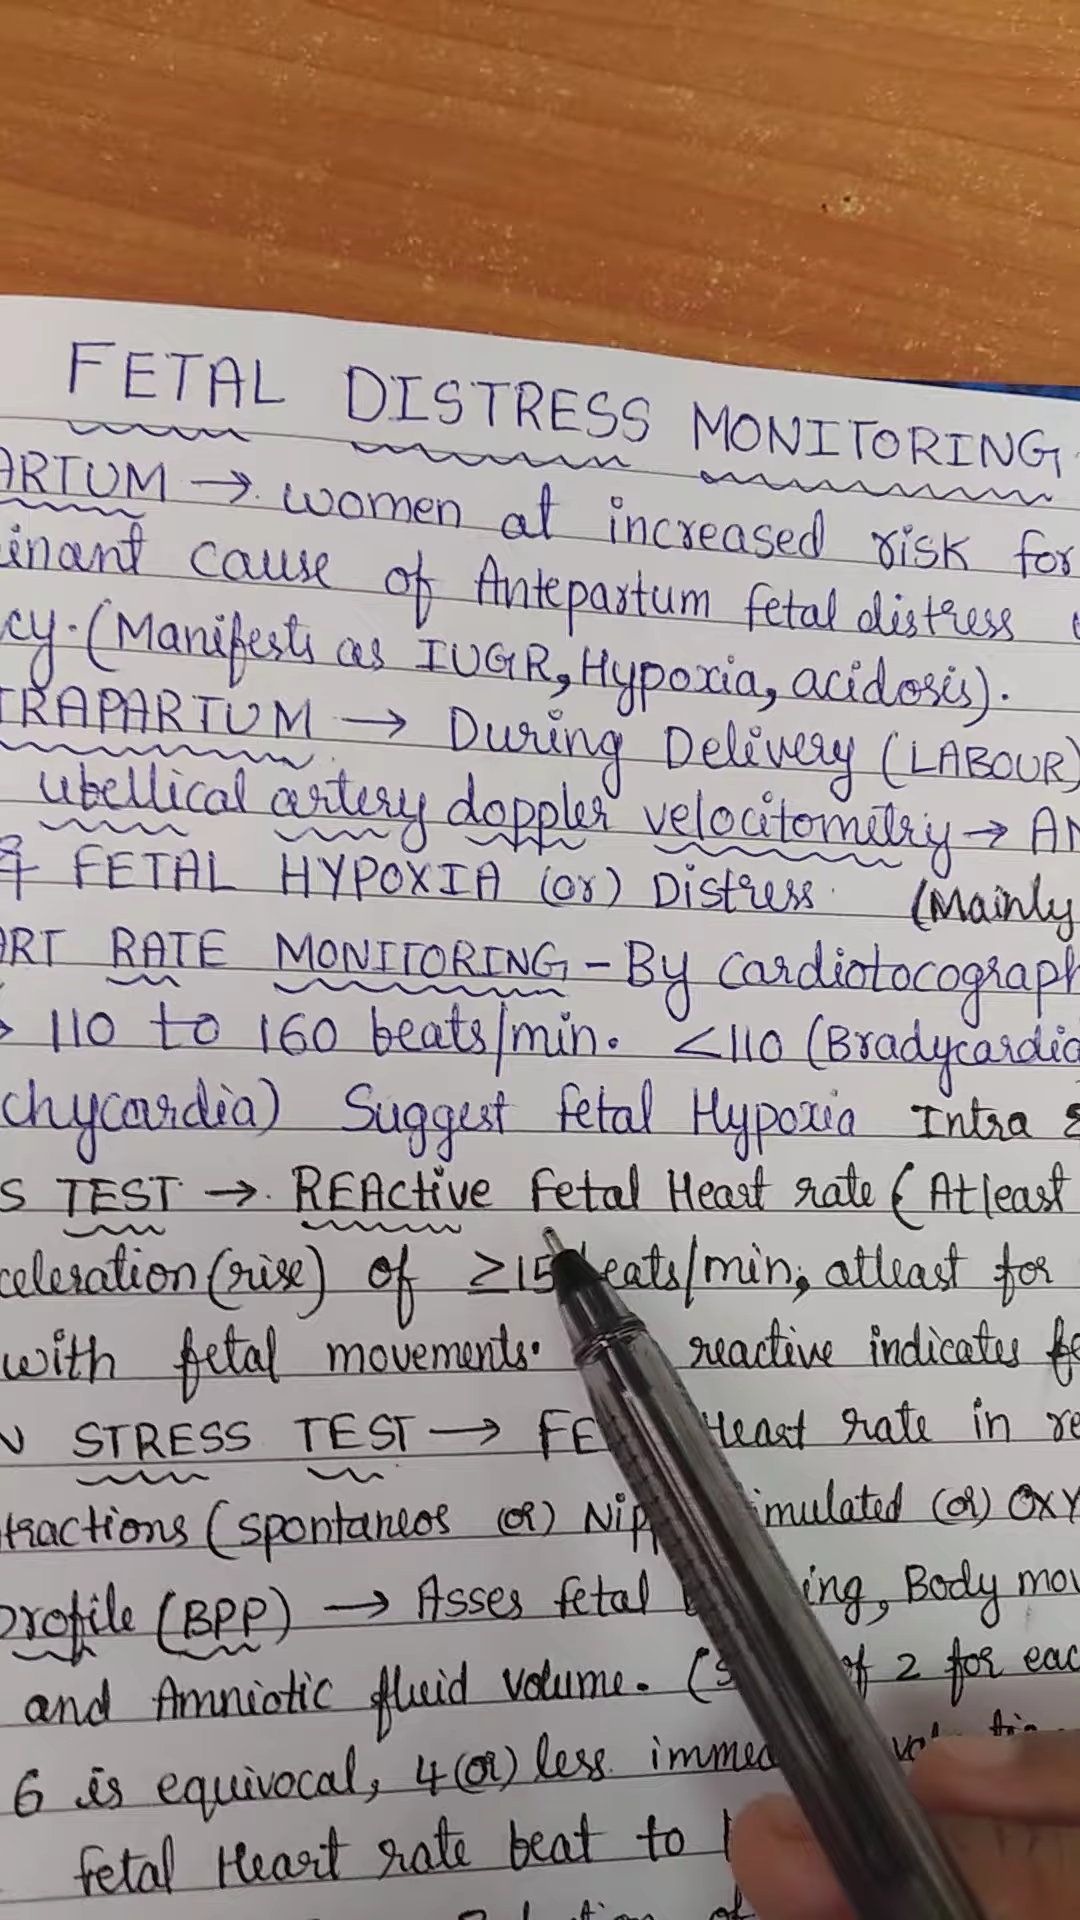 FETAL DISTRESS MONITORING
ARTUM → women at increased risk for
inant cause of Antepartum fetal distress
cy. (Manifests as IUGR, Hypoxia, acidosis).
TRAPARTUM → During Delivery (LABOUR)
ubellical artery doppler velocitometry → AN
FETAL HYPOXIA (or) Distress. (Mainly
ART RATE MONITORING - By Cardiotocograph
→ 110 to 160 beats/min. <110 (Bradycardia
chycardia) Suggest fetal Hypoxia Intra
S TEST → REActive Fetal Heart rate (Atleast
celeration (rise) of ≥15 beats/min, atleast for
with fetal movements. reactive indicates fe
N STRESS TEST → FE Heart rate in re
tractions (spontaneos (or) Nipp imulated (or) OXY
profile (BPP) → Asses fetal ing, Body mov
and Amniotic fluid volume. (S of 2 for eac
6 is equivocal, 4 (or) less immed
fetal Heart rate beat to b